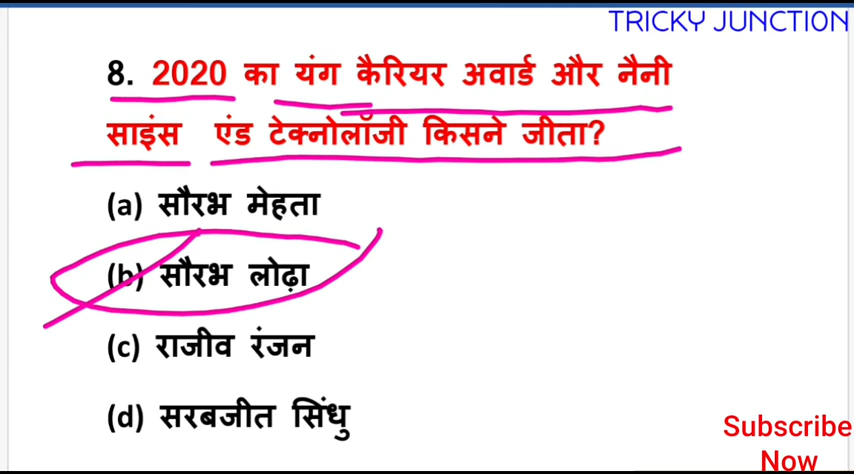 TRICKY JUNCTION
8. 2020 का यंग कैरियर अवार्ड और नैनी
साइंस एंड टेक्नोलॉजी किसने जीता?
(a) सौरभ मेहता
(b) सौरभ लोढ़ा
(c) राजीव रंजन
(d) सरबजीत सिंधु
Subscribe
Now